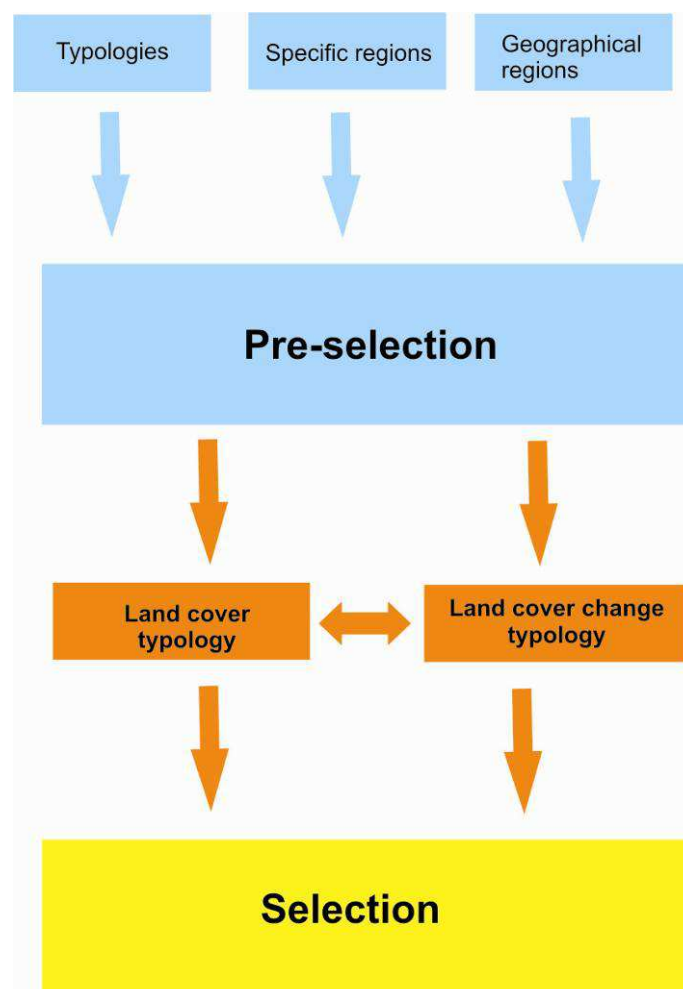 Typologies
Specific regions
Geographical
regions
Pre-selection
Land cover
typology
Land cover change
typology
Selection